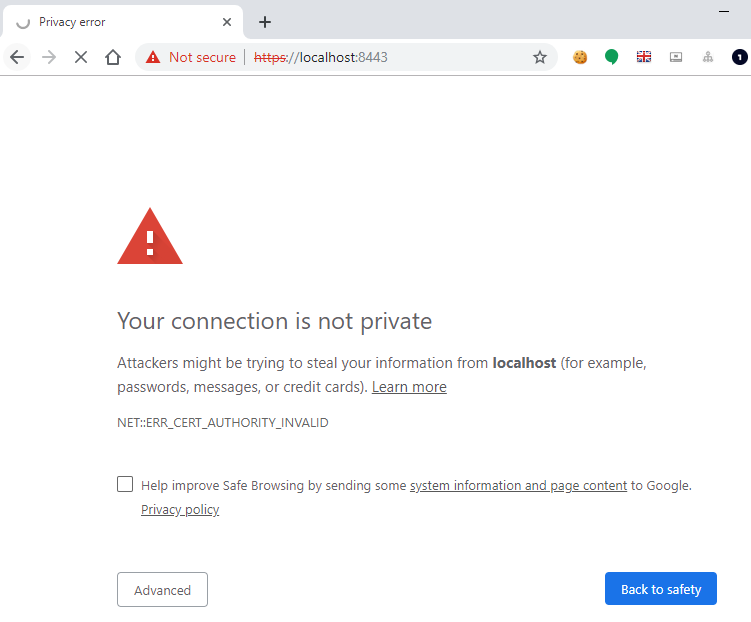 Privacy error
Not secure https://localhost:8443
Your connection is not private
Attackers might be trying to steal your information from localhost (for example,
passwords, messages, or credit cards). Learn more
NET::ERR_CERT_AUTHORITY_INVALID
Help improve Safe Browsing by sending some system information and page content to Google.
Privacy policy
Advanced
Back to safety